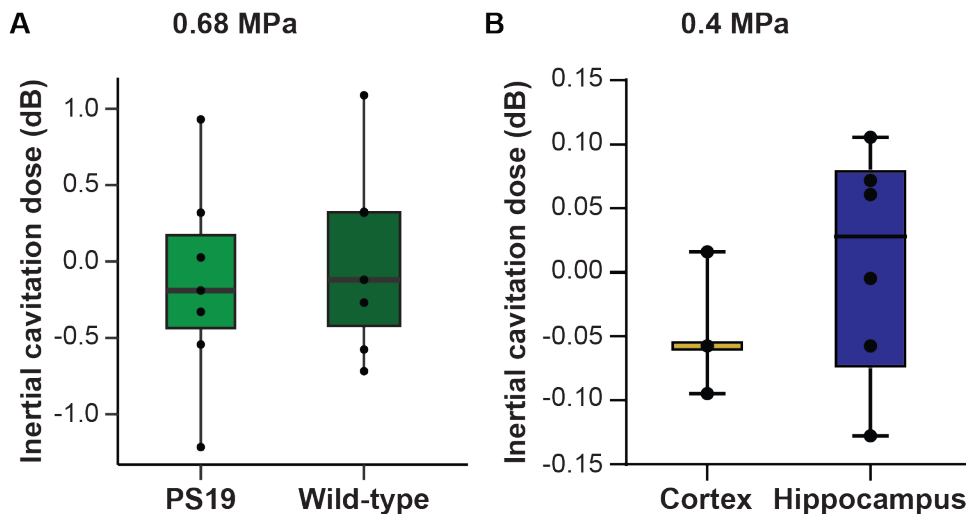 A
0.68 MPa
Inertial cavitation dose (dB)
1.0
0.5
0.0
-0.5
-1.0
PS19
Wild-type
B
0.4 MPa
Inertial cavitation dose (dB)
0.15
0.10
0.05
0.00
-0.05
-0.10
-0.15
Cortex
Hippocampus